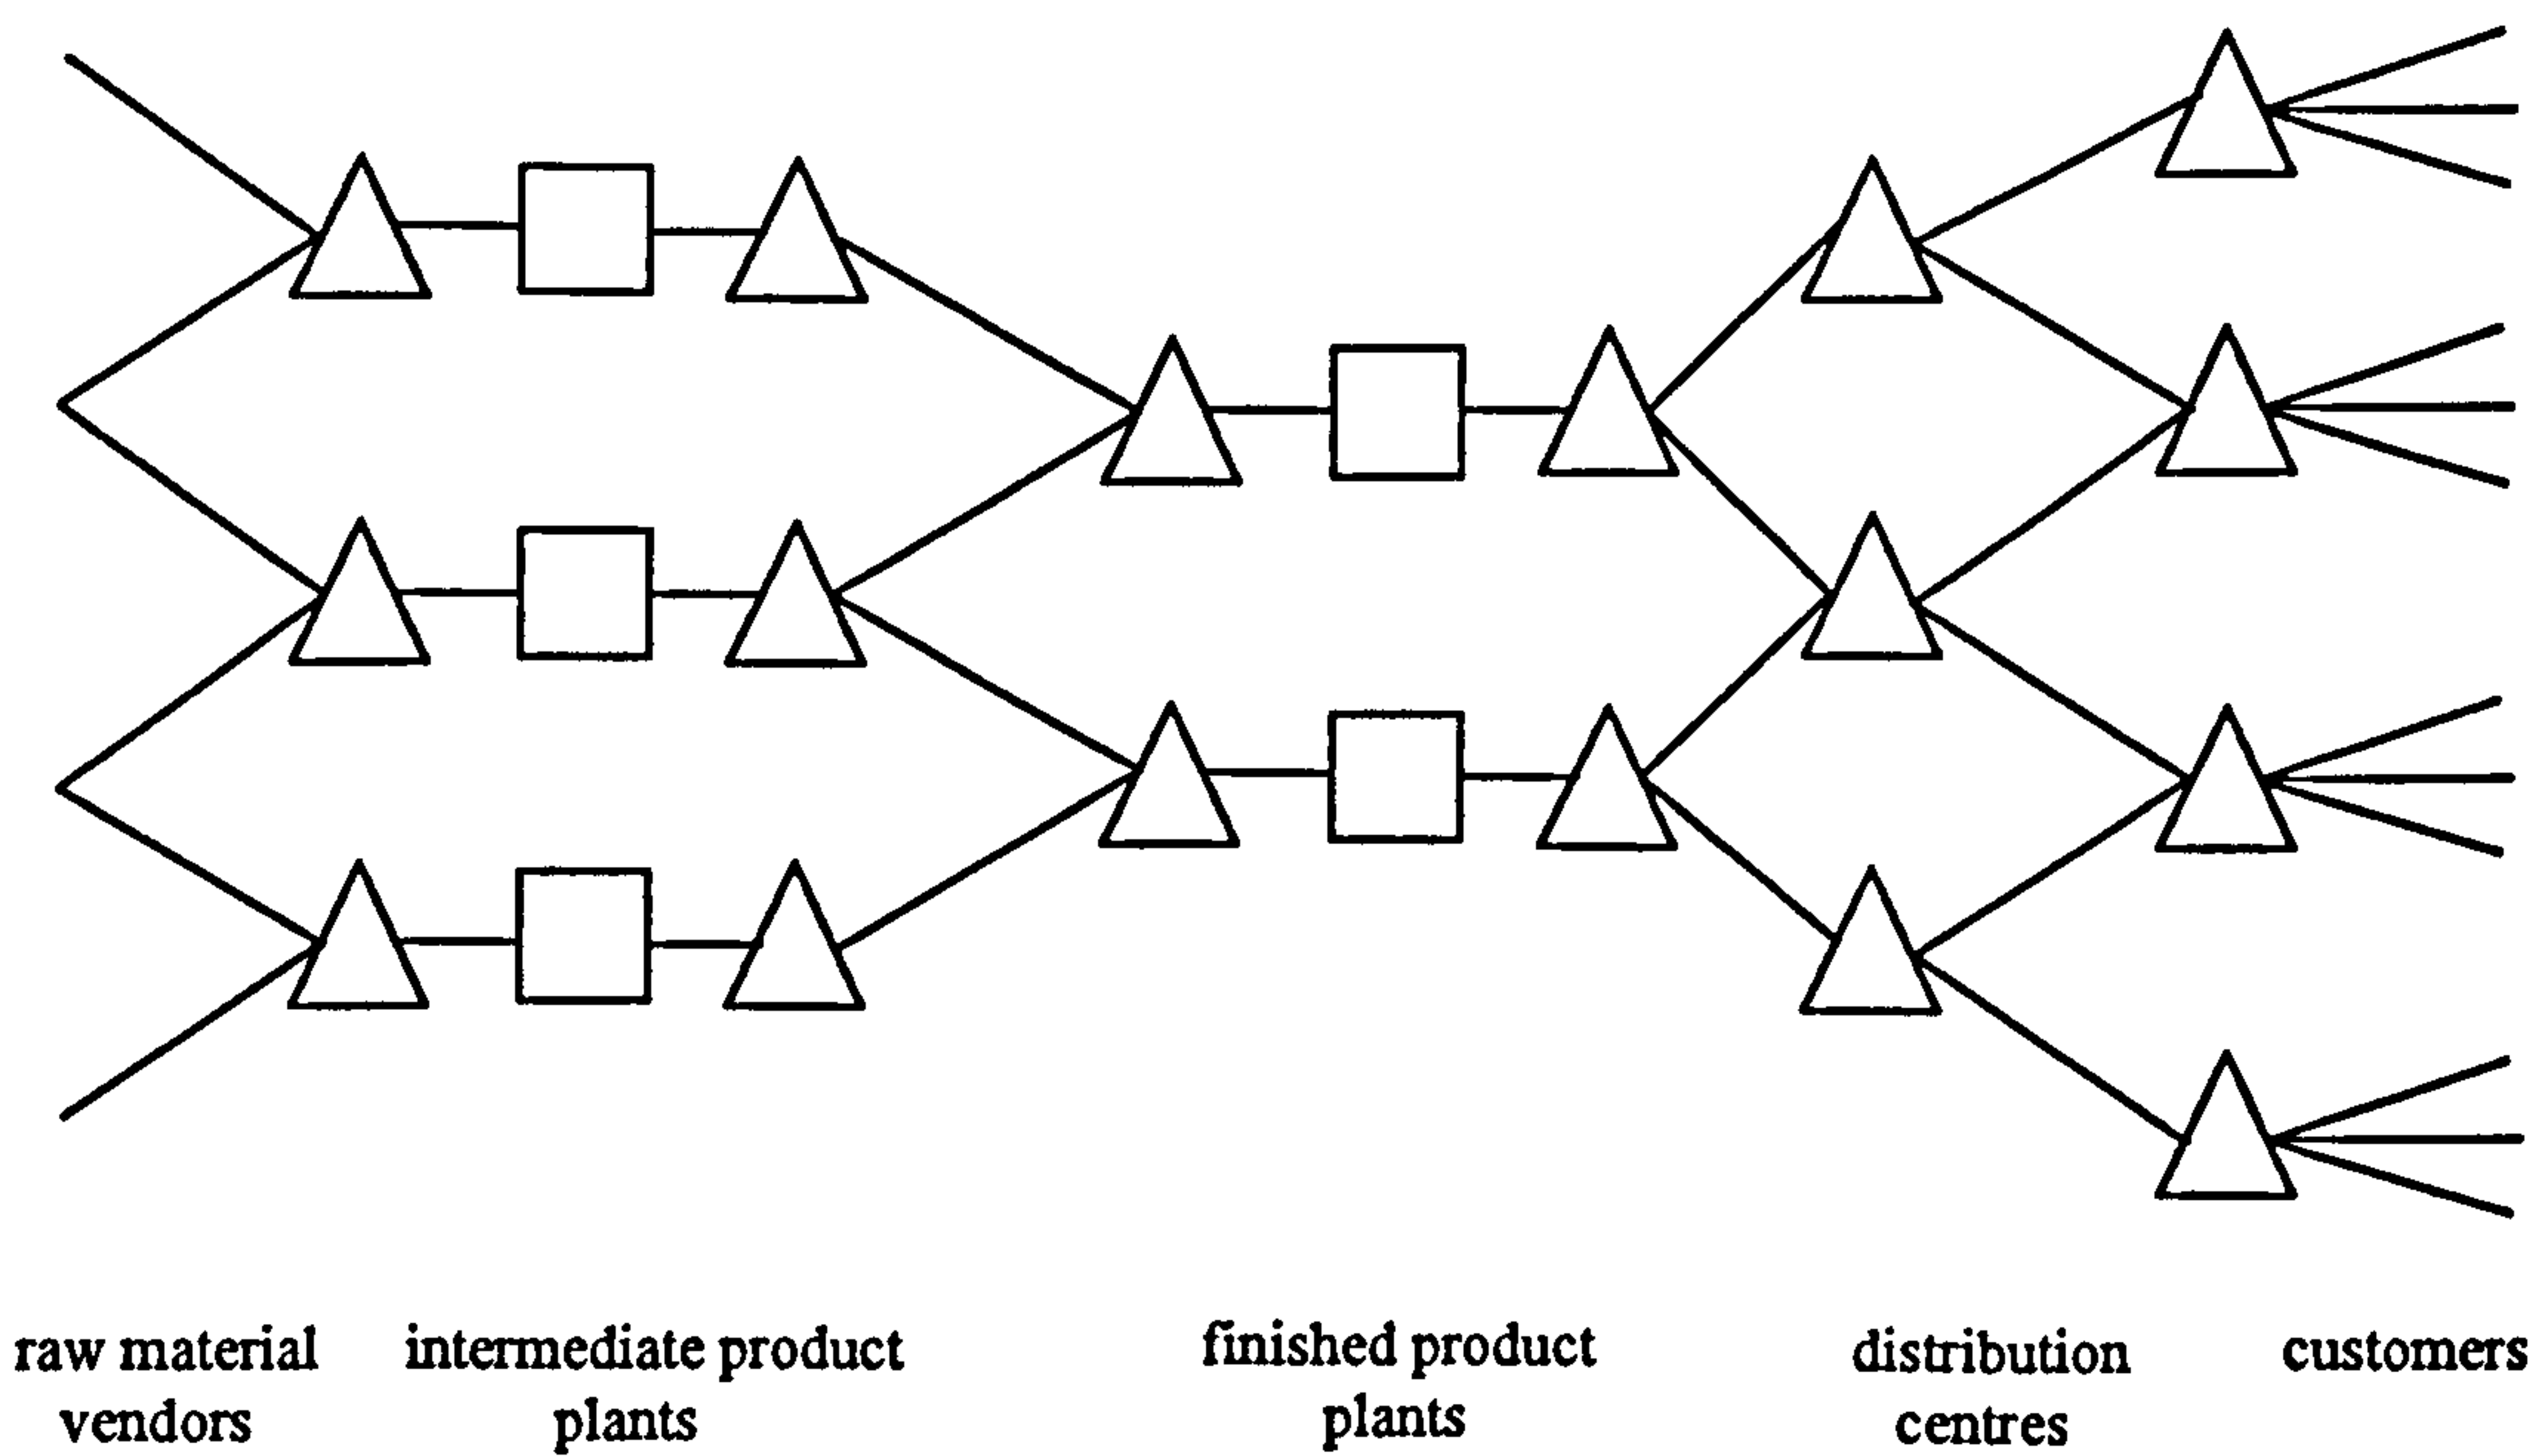 raw material
vendors
intermediate product
plants
finished product
plants
distribution
centres
customers